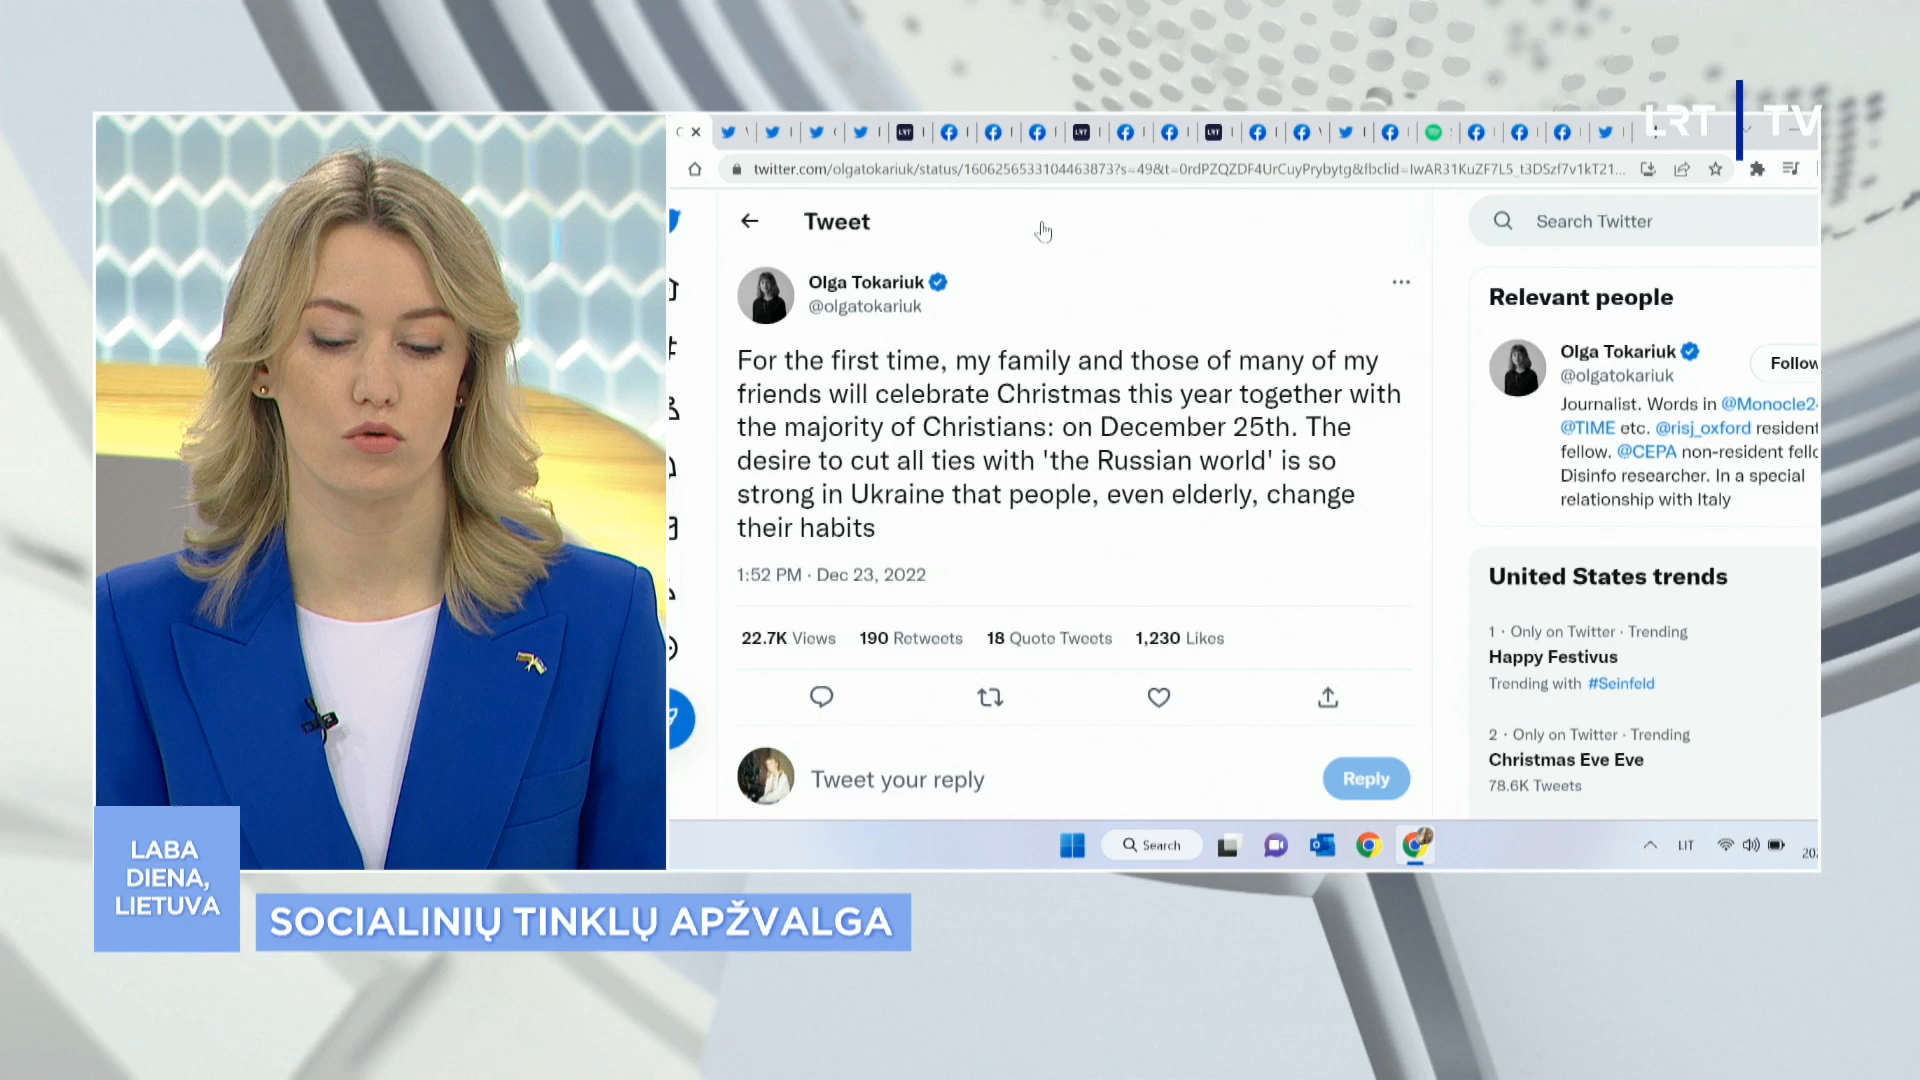 LRT TV
twitter.com/olgatokariuk/status/1606256533104463873?s=49&t=0rdPZQZDF4UrCuyPrybytg&fbclid=IwAR31KuZF7L5_t3DSzf7v1kT21...
Tweet
Search Twitter
Olga Tokariuk
@olgatokariuk
For the first time, my family and those of many of my
friends will celebrate Christmas this year together with
the majority of Christians: on December 25th. The
desire to cut all ties with 'the Russian world' is so
strong in Ukraine that people, even elderly, change
their habits
1:52 PM · Dec 23, 2022
22.7K Views 190 Retweets 18 Quote Tweets 1,230 Likes
Tweet your reply
Reply
Relevant people
Olga Tokariuk
@olgatokariuk
Follow
Journalist. Words in @Monocle24
@TIME etc. @risj_oxford resident
fellow. @CEPA non-resident fello
Disinfo researcher. In a special
relationship with Italy
United States trends
1 · Only on Twitter · Trending
Happy Festivus
Trending with #Seinfeld
2 · Only on Twitter · Trending
Christmas Eve Eve
78.6K Tweets
Search
LIT
LABA
DIENA,
LIETUVA
SOCIALINIŲ TINKLŲ APŽVALGA